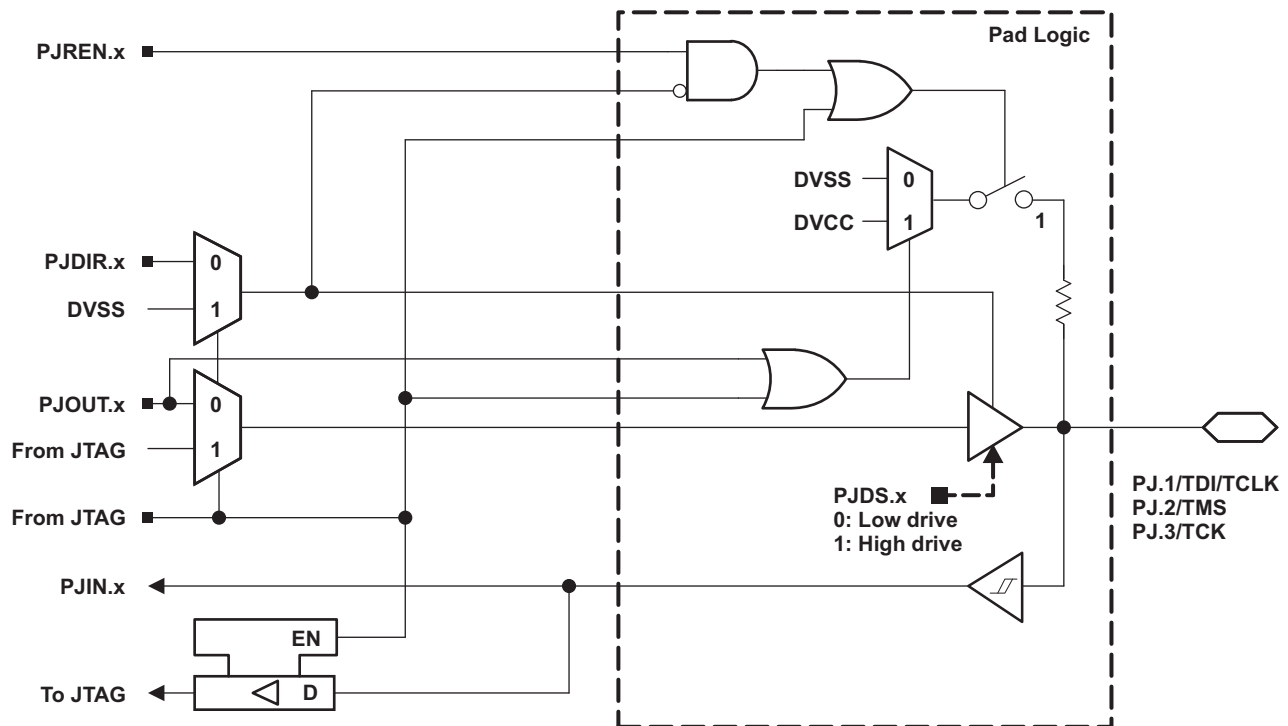 Pad Logic
PJREN.x
DVSS
0
DVCC
1
1
PJDIR.x
0
DVSS
1
PJOUT.x
0
From JTAG
1
PJDS.x
0: Low drive
1: High drive
PJ.1/TDI/TCLK
PJ.2/TMS
PJ.3/TCK
From JTAG
PJIN.x
EN
To JTAG
D